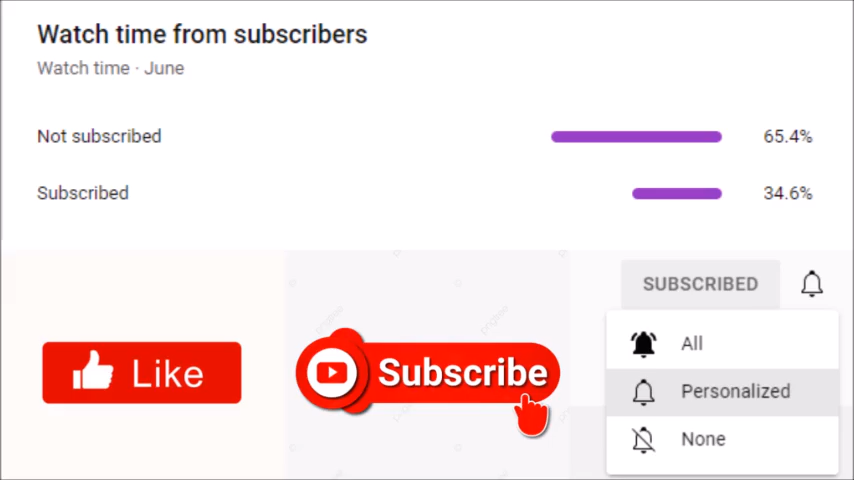 Watch time from subscribers
Watch time · June
Not subscribed 65.4%
Subscribed 34.6%
Like
Subscribe
SUBSCRIBED
All
Personalized
None